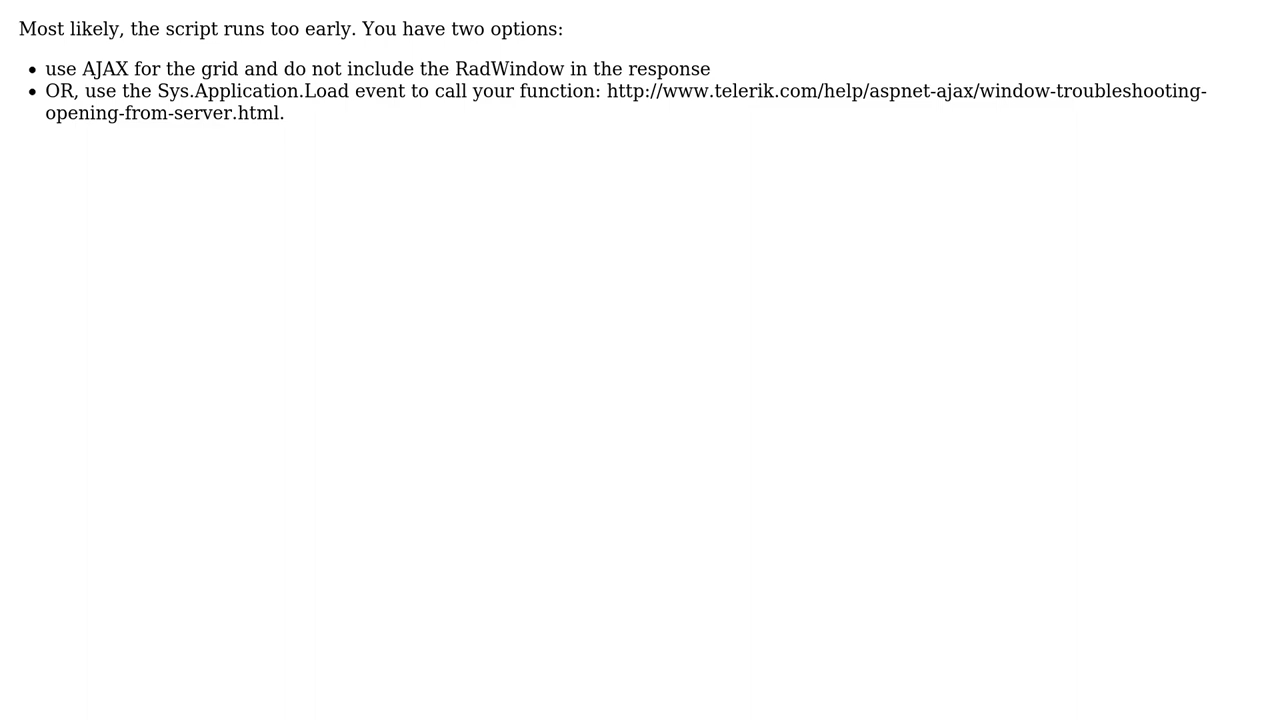 Most likely, the script runs too early. You have two options:
• use AJAX for the grid and do not include the RadWindow in the response
• OR, use the Sys.Application.Load event to call your function: http://www.telerik.com/help/aspnet-ajax/window-troubleshooting-
opening-from-server.html.